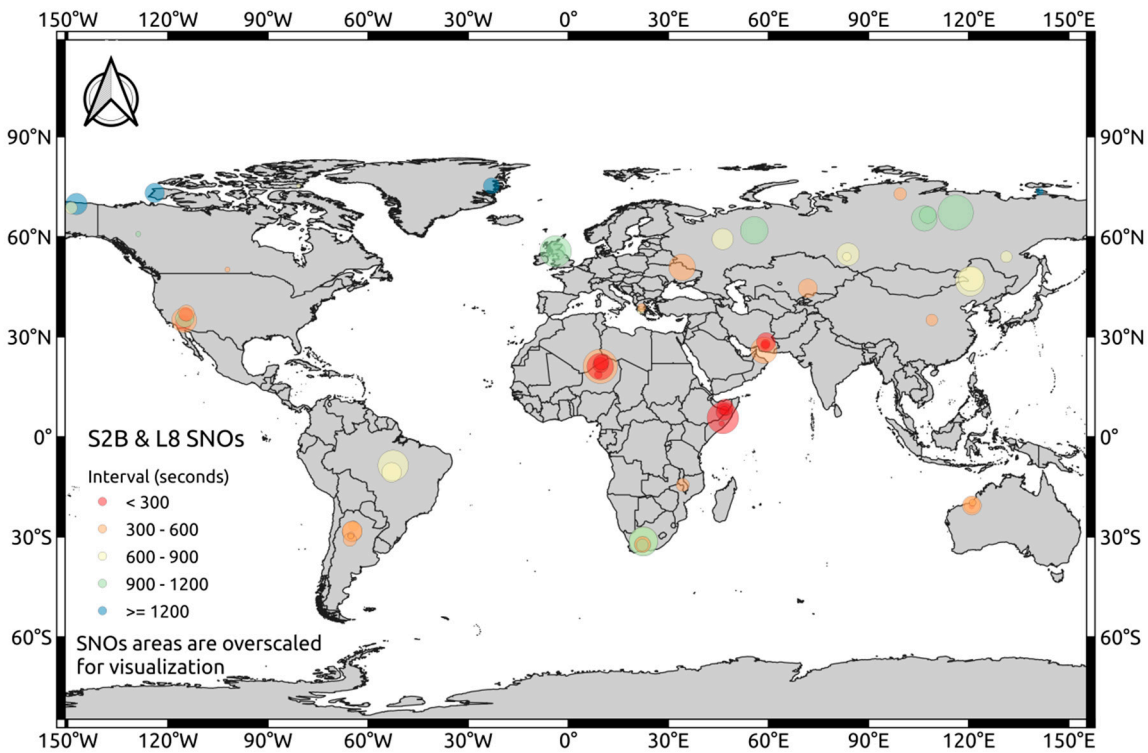 150°W 120°W 90°W 60°W 30°W 0° 30°E 60°E 90°E 120°E 150°E
90°N 90°N
60°N 60°N
30°N 30°N
0° 0°
S2B & L8 SNOs
Interval (seconds)
< 300
300 - 600
30°S 30°S
600 - 900
900 - 1200
>= 1200
60°S 60°S
SNOs areas are overscaled
for visualization
150°W 120°W 90°W 60°W 30°W 0° 30°E 60°E 90°E 120°E 150°E